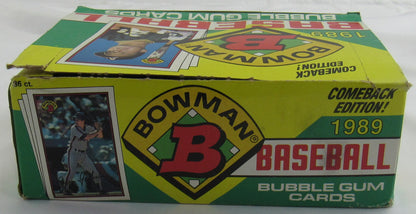 BUBBLE GUM CARDS
BASEBALL
1989
BOWMAN
B
COMEBACK
EDITION!
36 ct.
BOWMAN
B
COMEBACK
EDITION!
1989
BASEBALL
BUBBLE GUM
CARDS